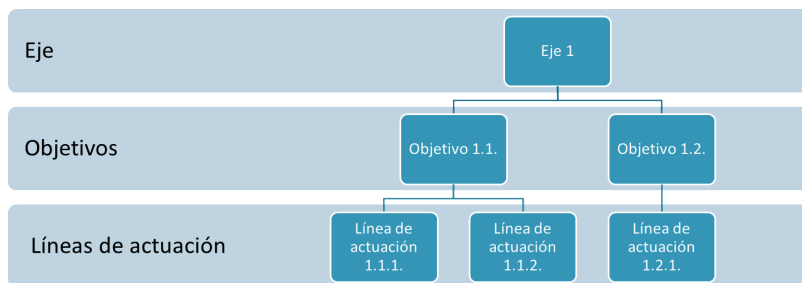 Eje
Eje 1
Objetivos
Objetivo 1.1.
Objetivo 1.2.
Líneas de actuación
Línea de
actuación
1.1.1.
Línea de
actuación
1.1.2.
Línea de
actuación
1.2.1.